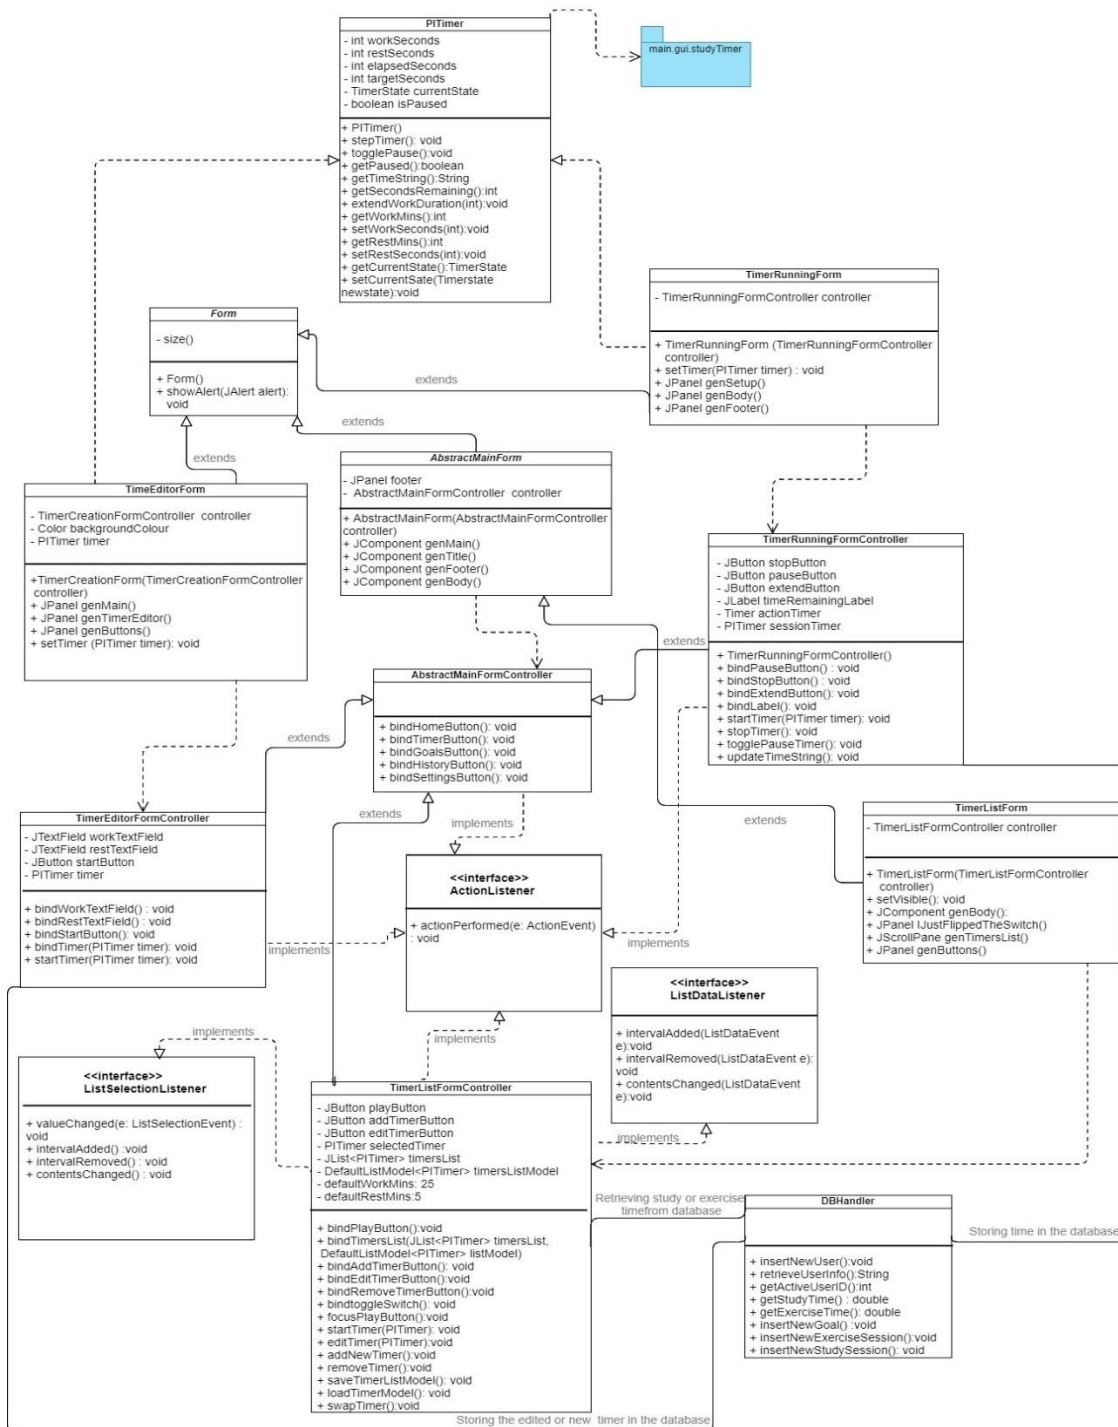 PITimer
- int workSeconds
- int restSeconds
- int elapsedSeconds
- int targetSeconds
- TimerState currentState
- boolean isPaused
+ PITimer()
+ stepTimer(): void
+ togglePause():void
+ getPaused():boolean
+ getTimeString():String
+ getSecondsRemaining():int
+ extendWorkDuration(int):void
+ getWorkMins():int
+ setWorkSeconds(int):void
+ getRestMins():int
+ setRestSeconds(int):void
+ getCurrentState():TimerState
+ setCurrentSate(Timerstate
newstate):void
main.gui.studyTimer
TimerRunningForm
- TimerRunningFormController controller
+ TimerRunningForm (TimerRunningFormController
controller)
+ setTimer(PITimer timer) : void
+ JPanel genSetup()
+ JPanel genBody()
+ JPanel genFooter()
Form
- size()
+ Form()
+ showAlert(JAlert alert):
void
extends
extends
extends
AbstractMainForm
- JPanel footer
- AbstractMainFormController controller
+ AbstractMainForm(AbstractMainFormController
controller)
+ JComponent genMain()
+ JComponent genTitle()
+ JComponent genFooter()
+ JComponent genBody()
TimeEditorForm
- TimerCreationFormController controller
- Color backgroundColour
- PITimer timer
+TimerCreationForm(TimerCreationFormController
controller)
+ JPanel genMain()
+ JPanel genTimerEditor()
+ JPanel genButtons()
+ setTimer (PITimer timer): void
TimerRunningFormController
- JButton stopButton
- JButton pauseButton
- JButton extendButton
- JLabel timeRemainingLabel
- Timer actionTimer
- PITimer sessionTimer
+ TimerRunningFormController()
+ bindPauseButton() : void
+ bindStopButton() : void
+ bindExtendButton(): void
+ bindLabel(): void
+ startTimer(PITimer timer): void
+ stopTimer(): void
+ togglePauseTimer(): void
+ updateTimeString(): void
extends
AbstractMainFormController
+ bindHomeButton(): void
+ bindTimerButton(): void
+ bindGoalsButton(): void
+ bindHistoryButton(): void
+ bindSettingsButton(): void
extends
extends
implements
extends
TimerEditorFormController
- JTextField workTextField
- JTextField restTextField
- JButton startButton
- PITimer timer
+ bindWorkTextField() : void
+ bindRestTextField() : void
+ bindStartButton(): void
+ bindTimer(PITimer timer): void
+ startTimer(PITimer timer): void
implements
TimerListForm
- TimerListFormController controller
+ TimerListForm(TimerListFormController
controller)
+ setVisible(): void
+ JComponent genBody():
+ JPanel IJustFlippedTheSwitch()
+ JScrollPane genTimersList()
+ JPanel genButtons()
<<interface>>
ActionListener
+ actionPerformed(e: ActionEvent)
: void
implements
<<interface>>
ListDataListener
+ intervalAdded(ListDataEvent
e):void
+ intervalRemoved(ListDataEvent e):
void
+ contentsChanged(ListDataEvent
e):void
implements
implements
<<interface>>
ListSelectionListener
+ valueChanged(e: ListSelectionEvent) :
void
+ intervalAdded() :void
+ intervalRemoved() : void
+ contentsChanged() : void
TimerListFormController
- JButton playButton
- JButton addTimerButton
- JButton editTimerButton
- PITimer selectedTimer
- JList<PITimer> timersList
- DefaultListModel<PITimer> timersListModel
- defaultWorkMins: 25
- defaultRestMins:5
+ bindPlayButton():void
+ bindTimersList(JList<PITimer> timersList,
DefaultListModel<PITimer> listModel)
+ bindAddTimerButton(): void
+ bindEditTimerButton():void
+ bindRemoveTimerButton():void
+ bindtoggleSwitch(): void
+ focusPlayButton():void
+ startTimer(PITimer): void
+ editTimer(PITimer):void
+ addNewTimer():void
+ removeTimer():void
+ saveTimerListModel(): void
+ loadTimerModel(): void
+ swapTimer():void
implements
Retrieving study or exercise
timefrom database
DBHandler
+ insertNewUser():void
+ retrieveUserInfo():String
+ getActiveUserID():int
+ getStudyTime() : double
+ getExerciseTime(): double
+ insertNewGoal() :void
+ insertNewExerciseSession():void
+ insertNewStudySession(): void
Storing time in the database
Storing the edited or new timer in the database